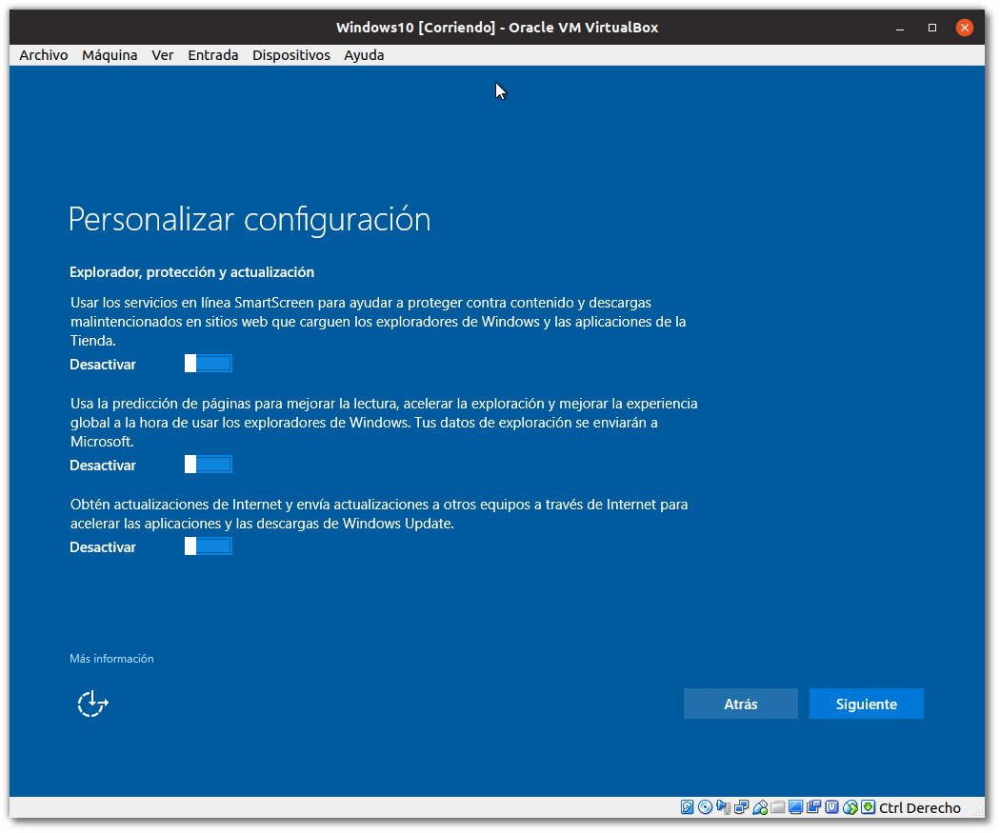 Windows10 [Corriendo] - Oracle VM VirtualBox
Archivo Máquina Ver Entrada Dispositivos Ayuda
Personalizar configuración
Explorador, protección y actualización
Usar los servicios en línea SmartScreen para ayudar a proteger contra contenido y descargas
malintencionados en sitios web que carguen los exploradores de Windows y las aplicaciones de la
Tienda.
Desactivar
Usa la predicción de páginas para mejorar la lectura, acelerar la exploración y mejorar la experiencia
global a la hora de usar los exploradores de Windows. Tus datos de exploración se enviarán a
Microsoft.
Desactivar
Obtén actualizaciones de Internet y envía actualizaciones a otros equipos a través de Internet para
acelerar las aplicaciones y las descargas de Windows Update.
Desactivar
Más información
Atrás Siguiente
Ctrl Derecho